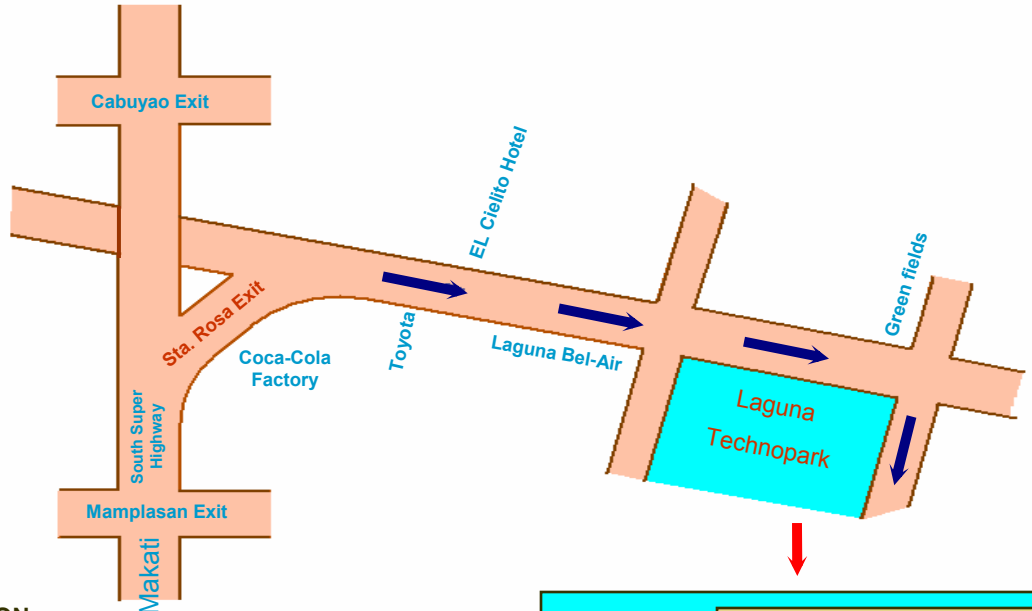 Cabuyao Exit
EL Cielito Hotel
Green fields
Sta. Rosa Exit
Coca-Cola
Factory
Toyota
Laguna Bel-Air
Laguna
Technopark
South Super
Highway
Mamplasan Exit
Makati